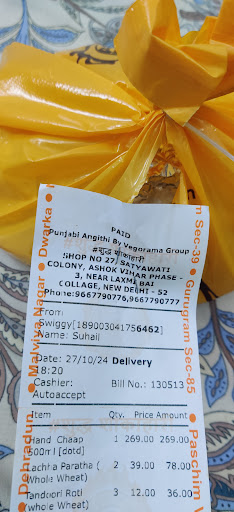 PAID
Punjabi Angithi By Vegorama Group
#शुद्ध शाकाहारी
SHOP NO 27, SATYAWATI
COLONY, ASHOK VIHAR PHASE -
3, NEAR LAXMI BAI
COLLAGE, NEW DELHI - 52
Phone:9667790776,9667790777
From
Swiggy[189003041756462]
Name: Suhail
Date: 27/10/24 Delivery
18:20
Cashier: Bill No.: 130513
Autoaccept
Item Qty. Price Amount
Hand Chaap 1 269.00 269.00
500ml [dotd]
Lachha Paratha ( 2 39.00 78.00
Whole Wheat)
Tandoori Roti 3 12.00 36.00
whole Wheat)
Dehradun • Malviya Nagar • Dwarka •
Sec-33 • Gurugram Sec-85 • Paschim V